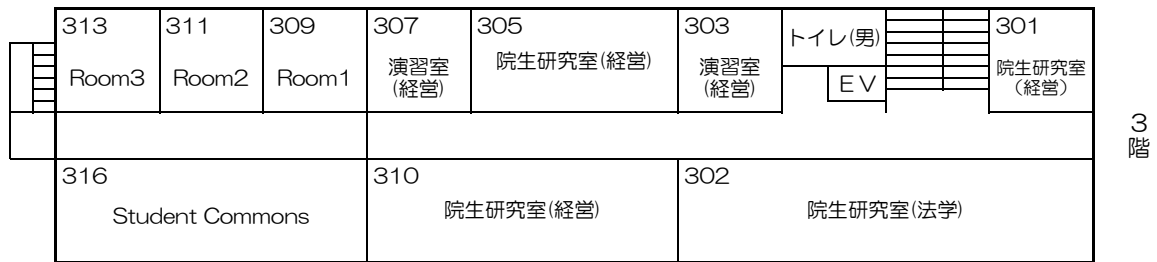 313
Room3
311
Room2
309
Room1
307
演習室
(経営)
305
院生研究室(経営)
303
演習室
(経営)
トイレ(男)
ＥＶ
301
院生研究室
（経営）
3
階
316
Student Commons
310
院生研究室(経営)
302
院生研究室(法学)